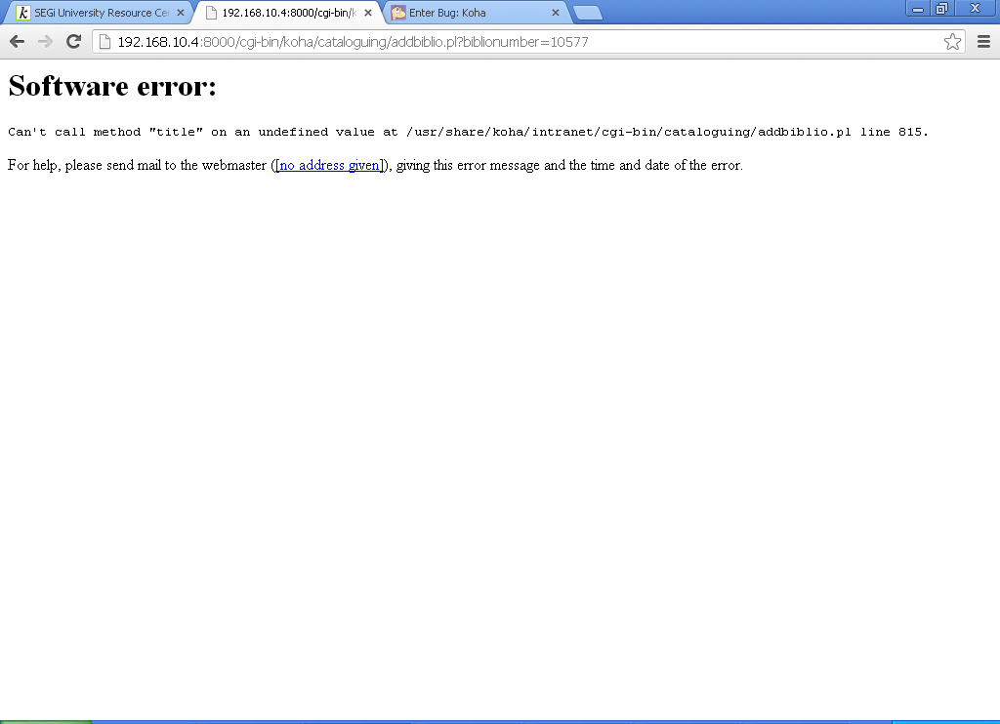 SEGi University Resource Ce
192.168.10.4:8000/cgi-bin/k
Enter Bug: Koha
192.168.10.4:8000/cgi-bin/koha/cataloguing/addbiblio.pl?biblionumber=10577
Software error:
Can't call method "title" on an undefined value at /usr/share/koha/intranet/cgi-bin/cataloguing/addbiblio.pl line 815.
For help, please send mail to the webmaster ([no address given]), giving this error message and the time and date of the error.